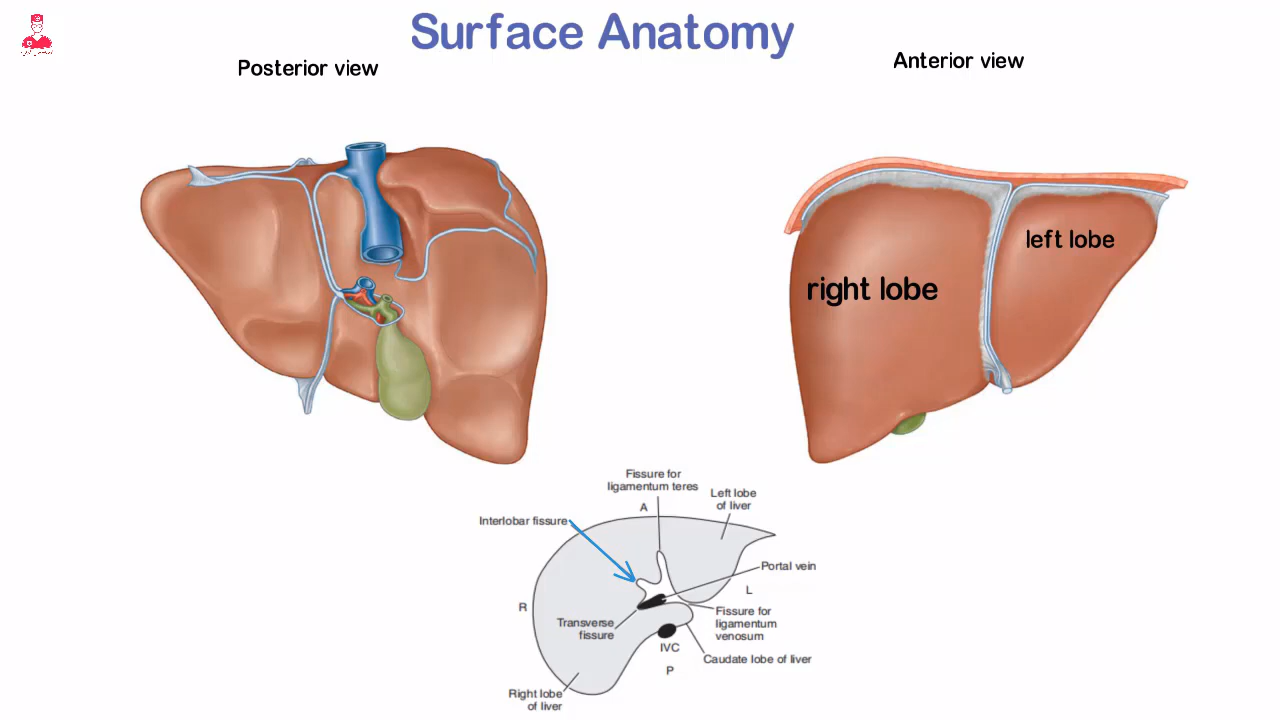 Surface Anatomy
Posterior view
Anterior view
left lobe
right lobe
Fissure for
ligamentum teres
Left lobe
of liver
A
Interlobar fissure
Portal vein
L
R
Fissure for
ligamentum
venosum
Transverse
fissure
IVC
Caudate lobe of liver
P
Right lobe
of liver